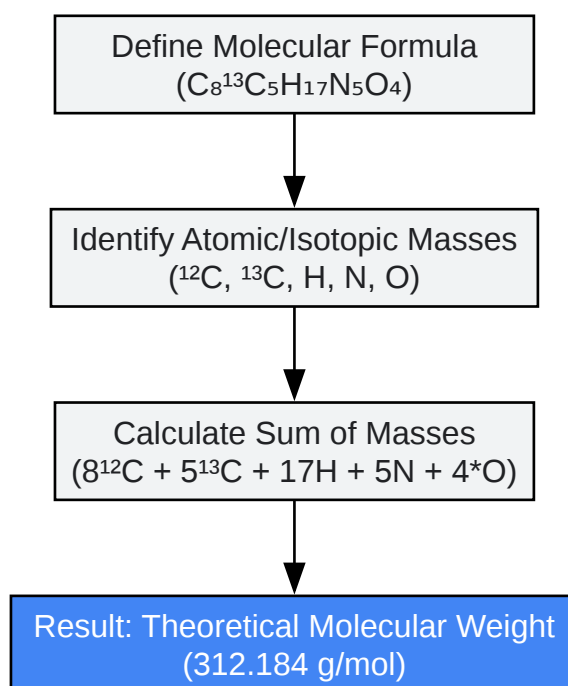 Define Molecular Formula
(C₈¹³C₅H₁₇N₅O₄)
Identify Atomic/Isotopic Masses
(¹²C, ¹³C, H, N, O)
Calculate Sum of Masses
(8¹²C + 5¹³C + 17H + 5N + 4*O)
Result: Theoretical Molecular Weight
(312.184 g/mol)